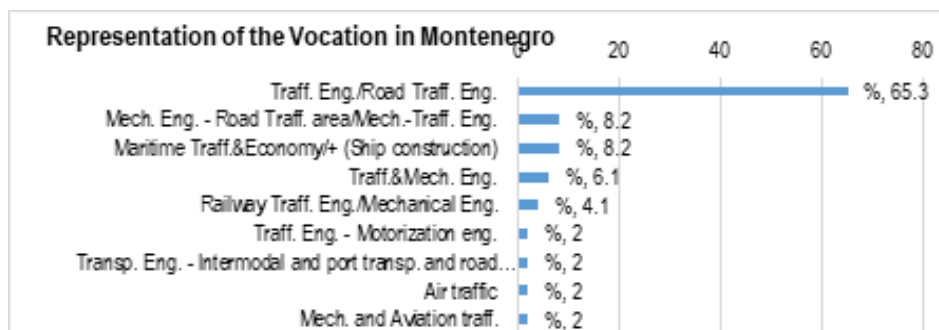 Representation of the Vocation in Montenegro
0 20 40 60 80
Traff. Eng./Road Traff. Eng. %, 65.3
Mech. Eng. - Road Traff. area/Mech.-Traff. Eng. %, 8.2
Maritime Traff.&Economy/+ (Ship construction) %, 8.2
Traff.&Mech. Eng. %, 6.1
Railway Traff. Eng./Mechanical Eng. %, 4.1
Traff. Eng. - Motorization eng. %, 2
Transp. Eng. - Intermodal and port transp. and road... %, 2
Air traffic %, 2
Mech. and Aviation traff. %, 2